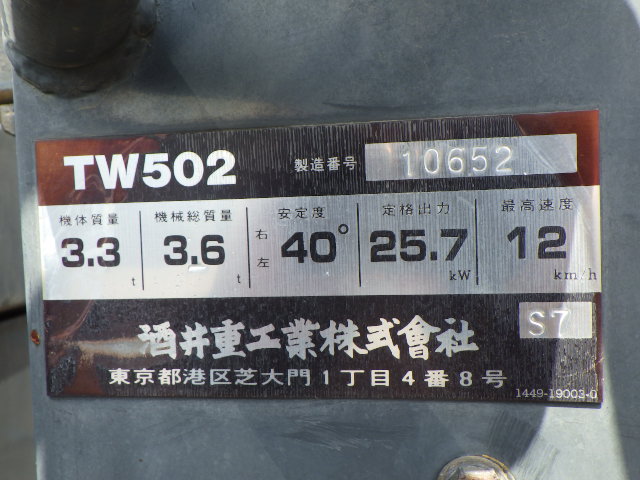 TW502 製造番号 10652
機体質量 機械総質量 安定度 定格出力 最高速度
3.3 t 3.6 t 右 左 40° 25.7 kW 12 km/h
S7
酒井重工業株式會社
東京都港区芝大門1丁目4番8号
1449-19003-0